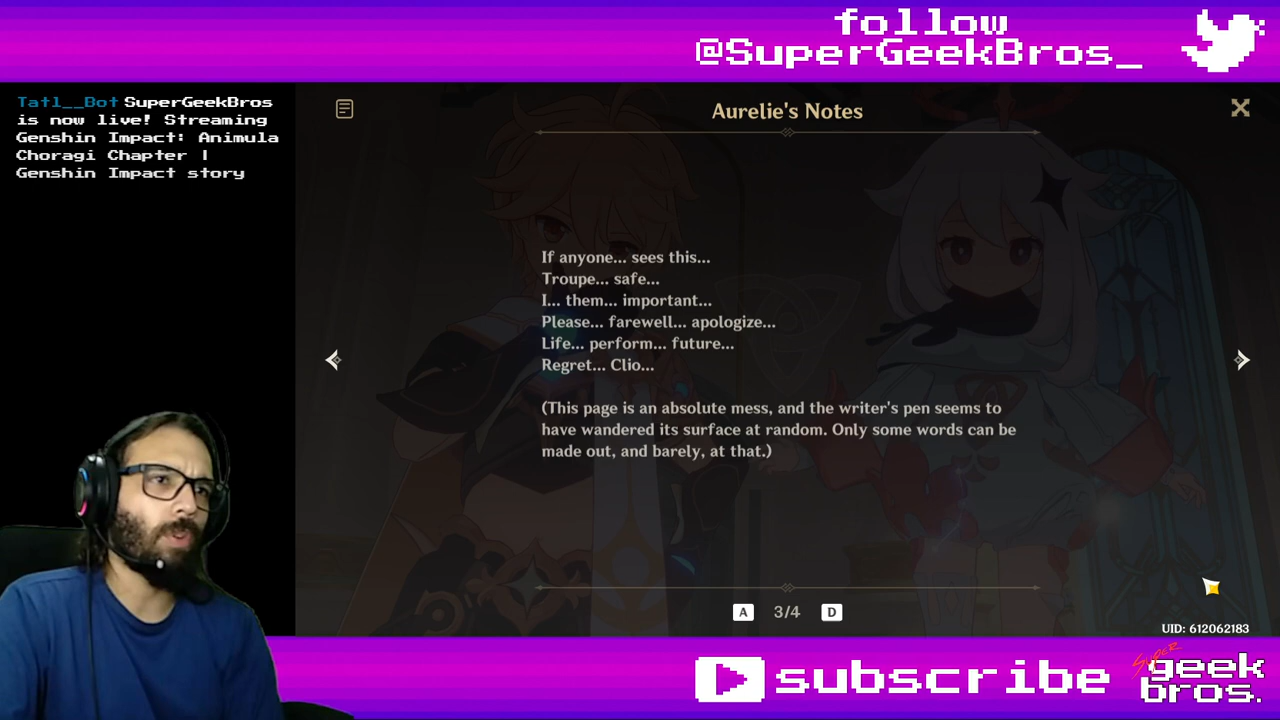 follow
@SuperGeekBros_
Tatl__Bot SuperGeekBros
is now live! Streaming
Genshin Impact: Animula
Choragi Chapter |
Genshin Impact story
Aurelie's Notes
If anyone... sees this...
Troupe... safe...
I... them... important...
Please... farewell... apologize...
Life... perform... future...
Regret... Clio...
(This page is an absolute mess, and the writer's pen seems to
have wandered its surface at random. Only some words can be
made out, and barely, at that.)
A 3/4 D
UID: 612062183
subscribe
super
geek
bros.